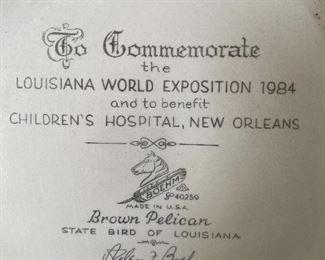 To Commemorate
the
LOUISIANA WORLD EXPOSITION 1984
and to benefit
CHILDREN'S HOSPITAL, NEW ORLEANS
BOEHM
40259
MADE IN U.S.A.
Brown Pelican
STATE BIRD OF LOUISIANA